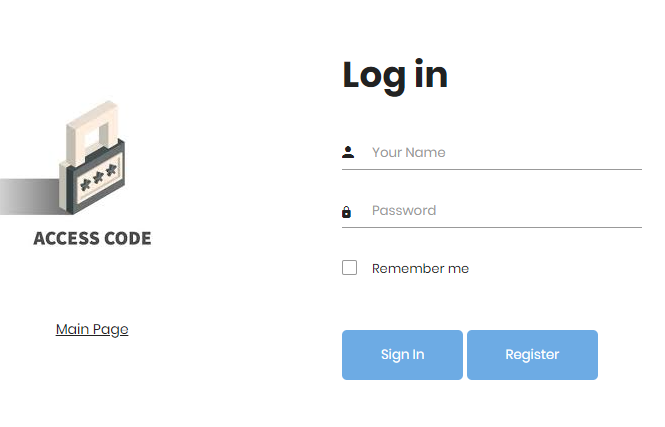 Log in
Your Name
Password
Remember me
Sign In
Register
ACCESS CODE
Main Page